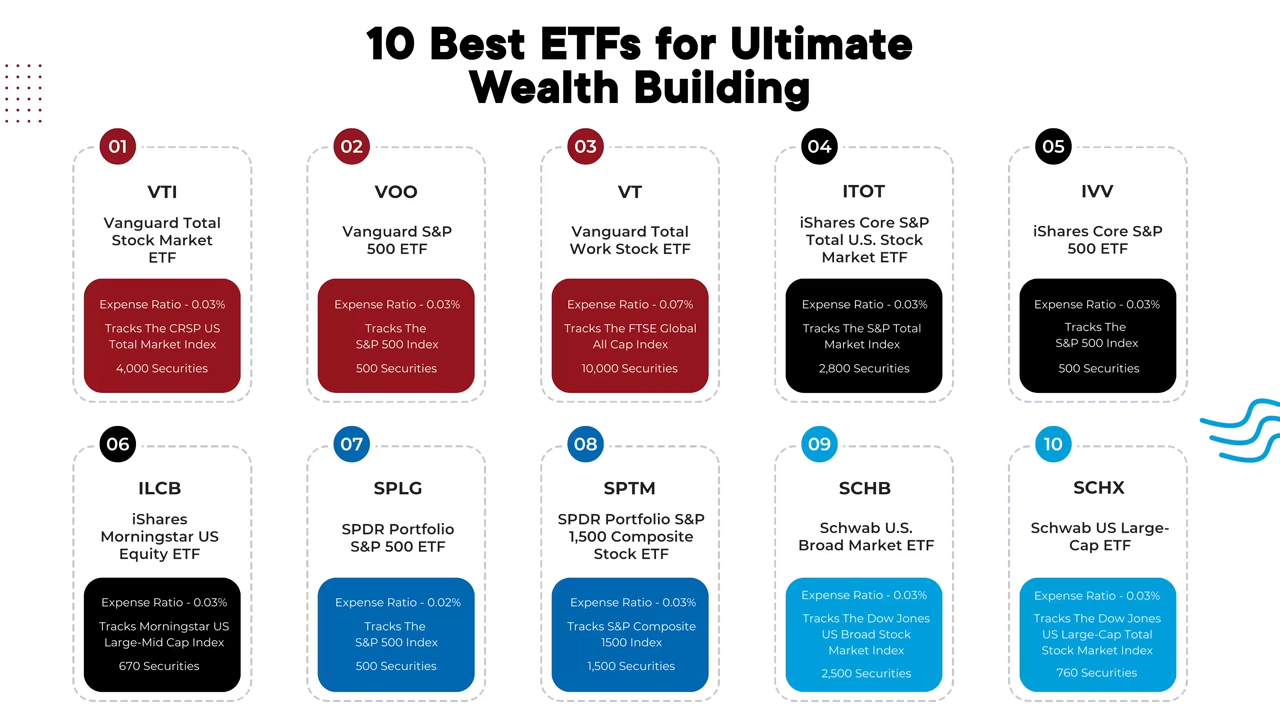 10 Best ETFs for Ultimate
Wealth Building
01
VTI
Vanguard Total
Stock Market
ETF
Expense Ratio - 0.03%
Tracks The CRSP US
Total Market Index
4,000 Securities
02
VOO
Vanguard S&P
500 ETF
Expense Ratio - 0.03%
Tracks The
S&P 500 Index
500 Securities
03
VT
Vanguard Total
Work Stock ETF
Expense Ratio - 0.07%
Tracks The FTSE Global
All Cap Index
10,000 Securities
04
ITOT
iShares Core S&P
Total U.S. Stock
Market ETF
Expense Ratio - 0.03%
Tracks The S&P Total
Market Index
2,800 Securities
05
IVV
iShares Core S&P
500 ETF
Expense Ratio - 0.03%
Tracks The
S&P 500 Index
500 Securities
06
ILCB
iShares
Morningstar US
Equity ETF
Expense Ratio - 0.03%
Tracks Morningstar US
Large-Mid Cap Index
670 Securities
07
SPLG
SPDR Portfolio
S&P 500 ETF
Expense Ratio - 0.02%
Tracks The
S&P 500 Index
500 Securities
08
SPTM
SPDR Portfolio S&P
1,500 Composite
Stock ETF
Expense Ratio - 0.03%
Tracks S&P Composite
1500 Index
1,500 Securities
09
SCHB
Schwab U.S.
Broad Market ETF
Expense Ratio - 0.03%
Tracks The Dow Jones
US Broad Stock
Market Index
2,500 Securities
10
SCHX
Schwab US Large-
Cap ETF
Expense Ratio - 0.03%
Tracks The Dow Jones
US Large-Cap Total
Stock Market Index
760 Securities